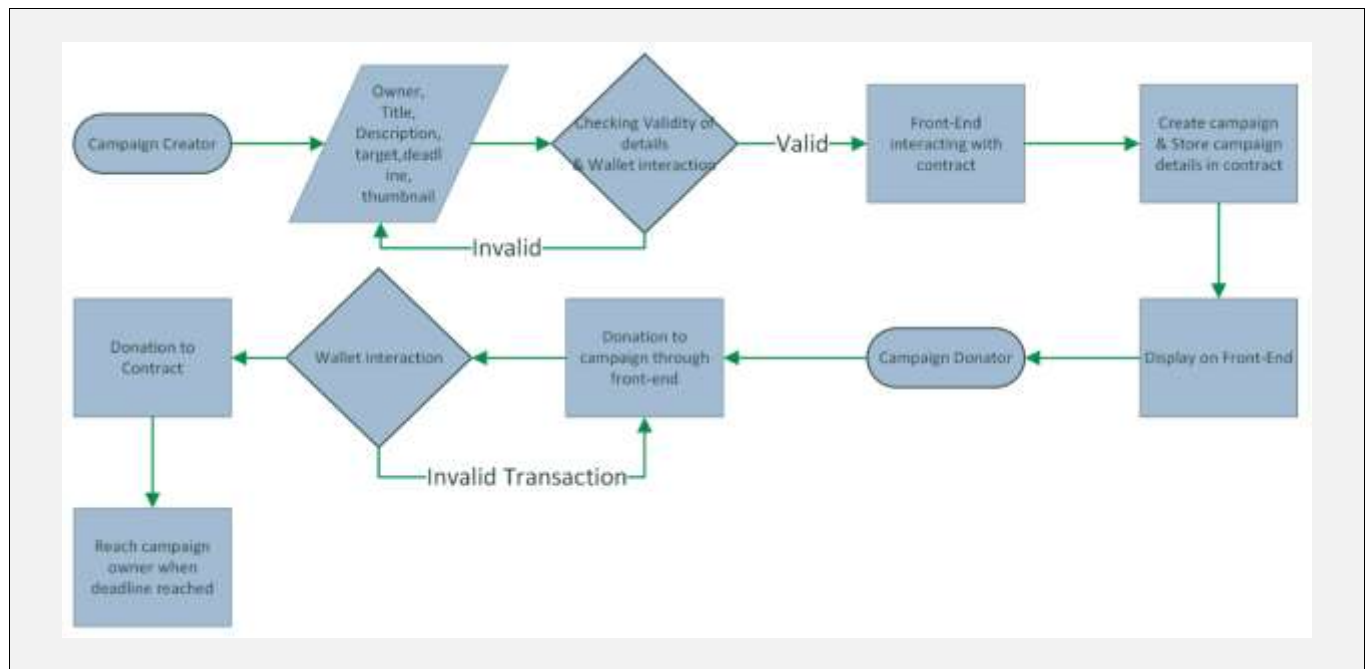 Campaign Creator
Owner,
Title,
Description,
target,deadl
ine,
thumbnail
Checking Validity of
details
& Wallet interaction
Valid
Front-End
interacting with
contract
Create campaign
& Store campaign
details in contract
Invalid
Donation to
Contract
Wallet interaction
Donation to
campaign through
front-end
Campaign Donator
Display on Front-End
Invalid Transaction
Reach campaign
owner when
deadline reached